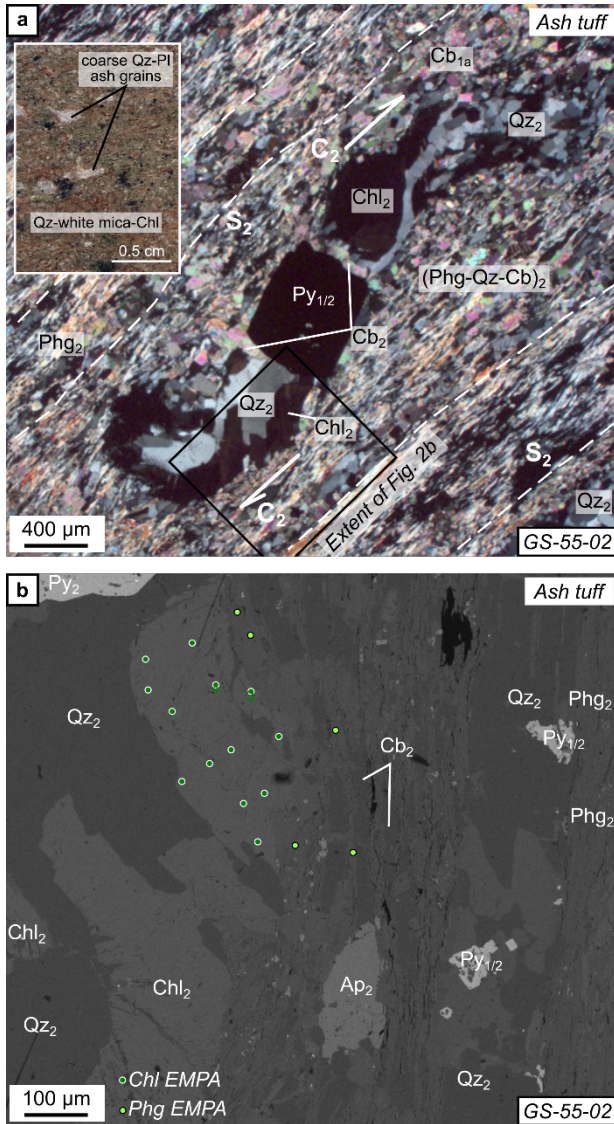 a
Ash tuff
coarse Qz-Pl
ash grains
Cb1a
Qz2
C2
Chl2
Qz-white mica-Chl
0.5 cm
S2
(Phg-Qz-Cb)2
Py1/2
Phg2
Cb2
Qz2
Chl2
S2
C2
Extent of Fig. 2b
Qz2
400 µm
GS-55-02
b
Py2
Ash tuff
Qz2
Qz2
Phg2
Py1/2
Cb2
Phg2
Chl2
Py1/2
Chl2
Ap2
Qz2
Qz2
Chl EMPA
Phg EMPA
100 µm
GS-55-02